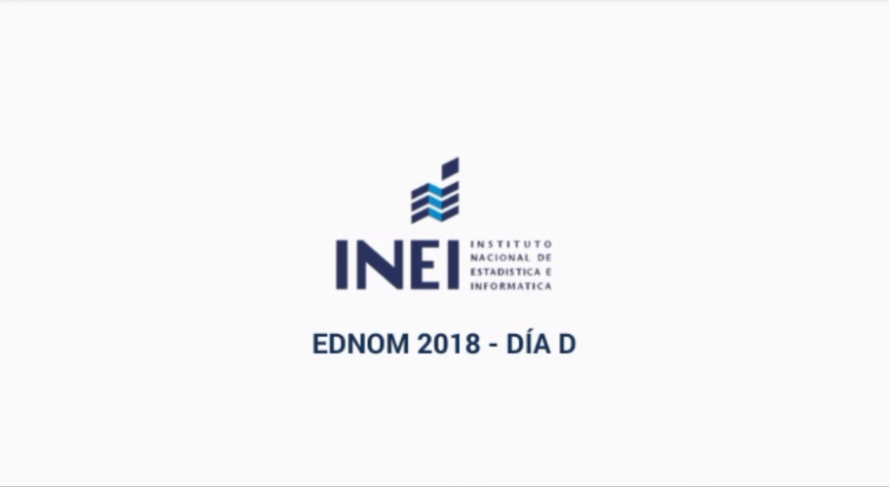 INEI
INSTITUTO
NACIONAL DE
ESTADISTICA E
INFORMATICA
EDNOM 2018 - DÍA D